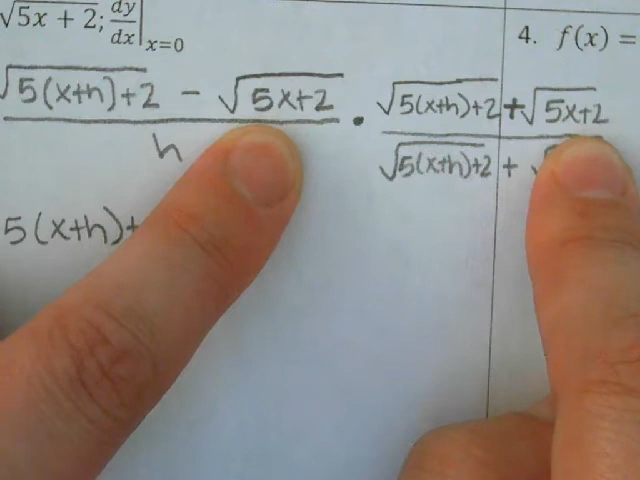 √5x + 2; dy/dx|x=0
4. f(x) =
√5(x+h)+2 − √5x+2 / h · √5(x+h)+2 + √5x+2 / √5(x+h)+2 + √
5(x+h)+